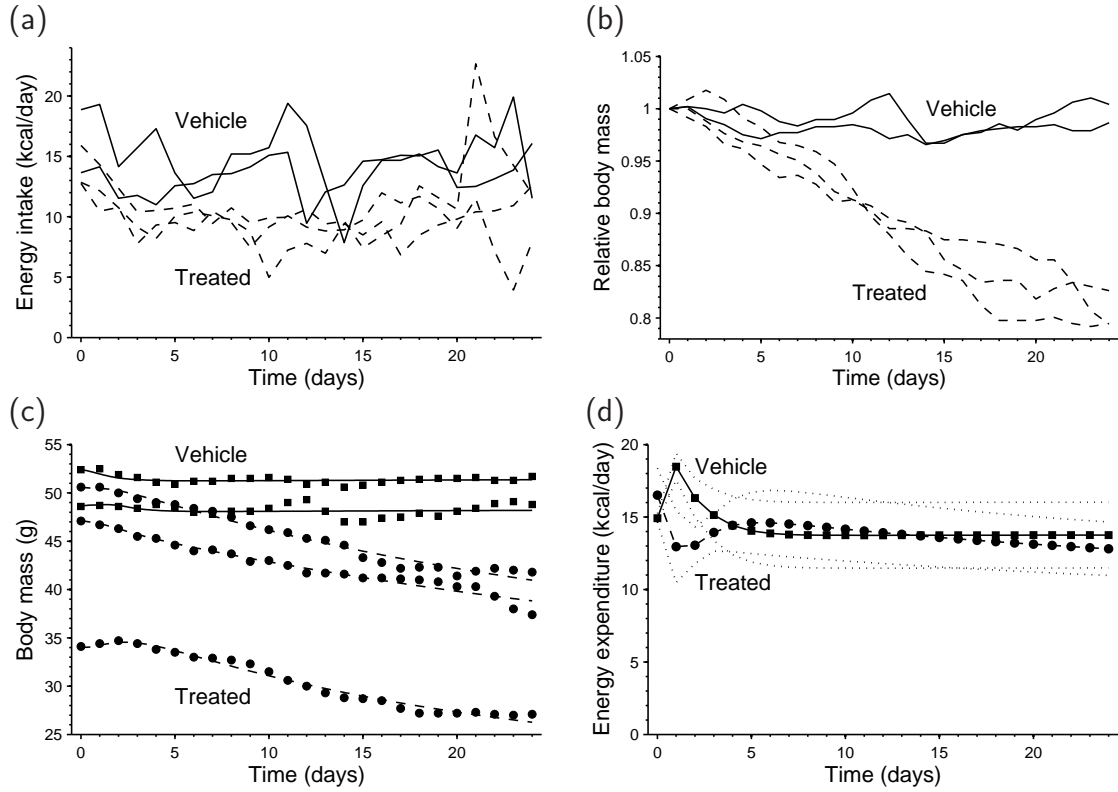 (a)
Energy intake (kcal/day)
20
15
10
5
0
Vehicle
Treated
0 5 10 15 20
Time (days)
(b)
Relative body mass
1.05
1
0.95
0.9
0.85
0.8
Vehicle
Treated
0 5 10 15 20
Time (days)
(c)
Body mass (g)
55
50
45
40
35
30
25
Vehicle
Treated
0 5 10 15 20
Time (days)
(d)
Energy expenditure (kcal/day)
20
15
10
5
0
Vehicle
Treated
0 5 10 15 20
Time (days)